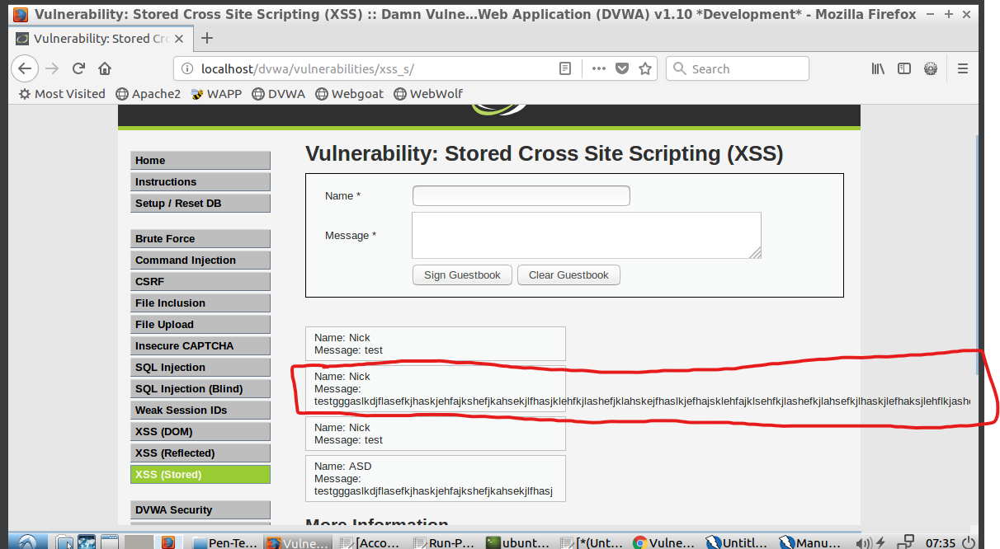 Vulnerability: Stored Cross Site Scripting (XSS) :: Damn Vulne...Web Application (DVWA) v1.10 *Development* - Mozilla Firefox
Vulnerability: Stored Cro
localhost/dvwa/vulnerabilities/xss_s/
Search
Most Visited Apache2 WAPP DVWA Webgoat WebWolf
Home
Instructions
Setup / Reset DB
Brute Force
Command Injection
CSRF
File Inclusion
File Upload
Insecure CAPTCHA
SQL Injection
SQL Injection (Blind)
Weak Session IDs
XSS (DOM)
XSS (Reflected)
XSS (Stored)
DVWA Security
Vulnerability: Stored Cross Site Scripting (XSS)
Name *
Message *
Sign Guestbook Clear Guestbook
Name: Nick
Message: test
Name: Nick
Message:
testgggaslkdjflasefkjhaskjehfajkshefjkahsekjlfhasjklehfkjlashefjklahskejfhaslkjefhajsklehfajklsehfkjlashefkjlahsefkjlhaskjlefhaksjlehflkjashe
Name: Nick
Message: test
Name: ASD
Message:
testgggaslkdjflasefkjhaskjehfajkshefjkahsekjlfhasj
More Information
Pen-Te... Vulne... [Acco... Run-P... ubunt... [*(Unt... Vulne... Untitl... Manu... 07:35